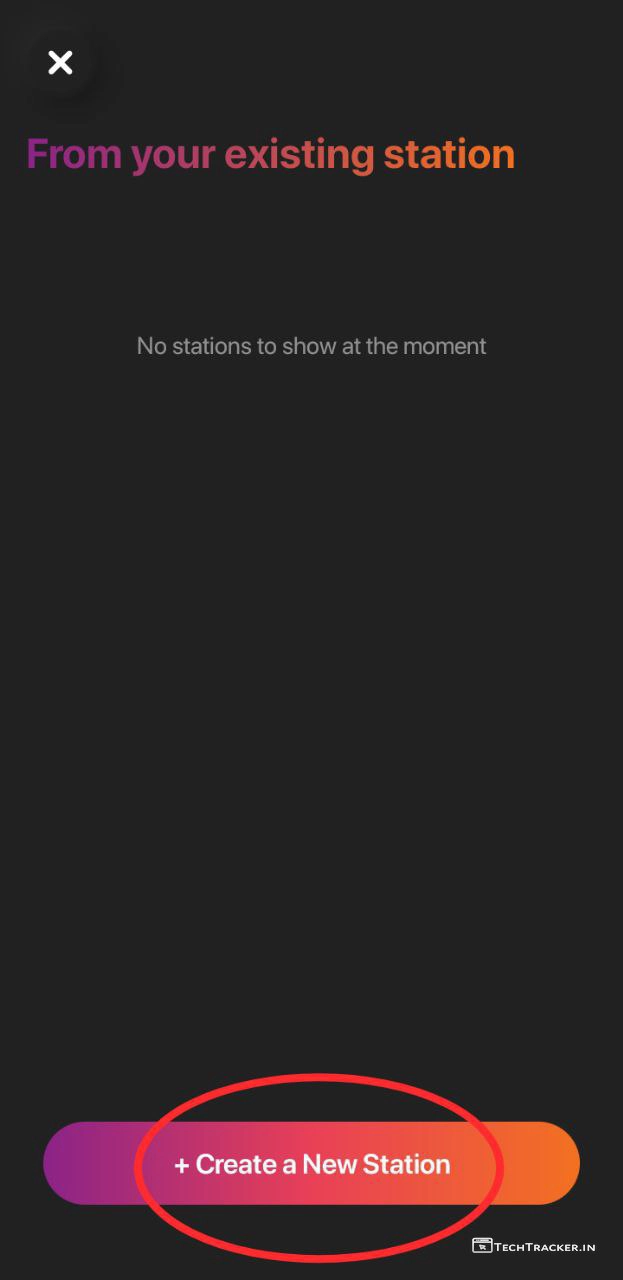 From your existing station
No stations to show at the moment
+ Create a New Station
TECHTRACKER.IN